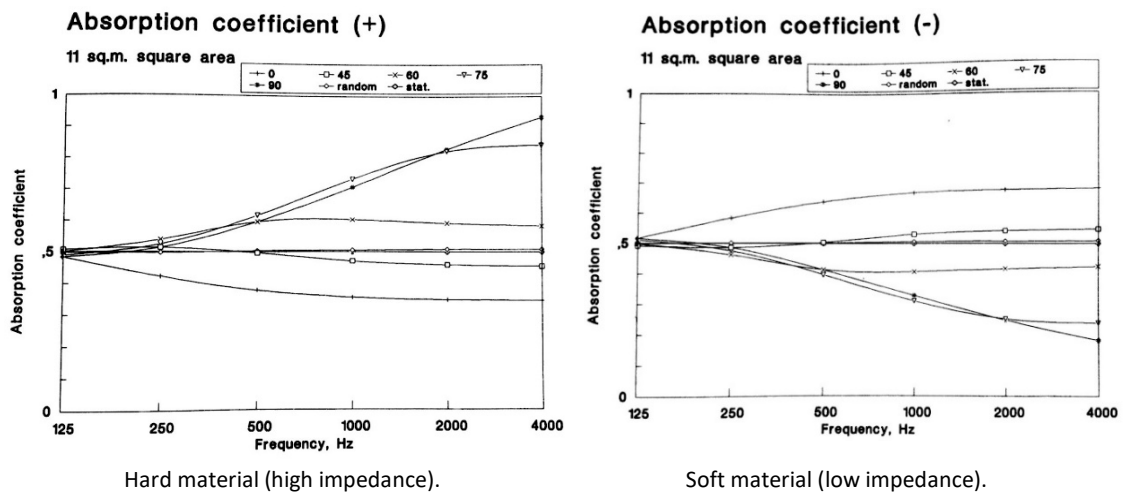 Absorption coefficient (+)
11 sq.m. square area
0 45 60 75
90 random stat.
1
.5
0
Absorption coefficient
125 250 500 1000 2000 4000
Frequency, Hz
Hard material (high impedance).
Absorption coefficient (-)
11 sq.m. square area
0 45 60 75
90 random stat.
1
.5
0
Absorption coefficient
125 250 500 1000 2000 4000
Frequency, Hz
Soft material (low impedance).